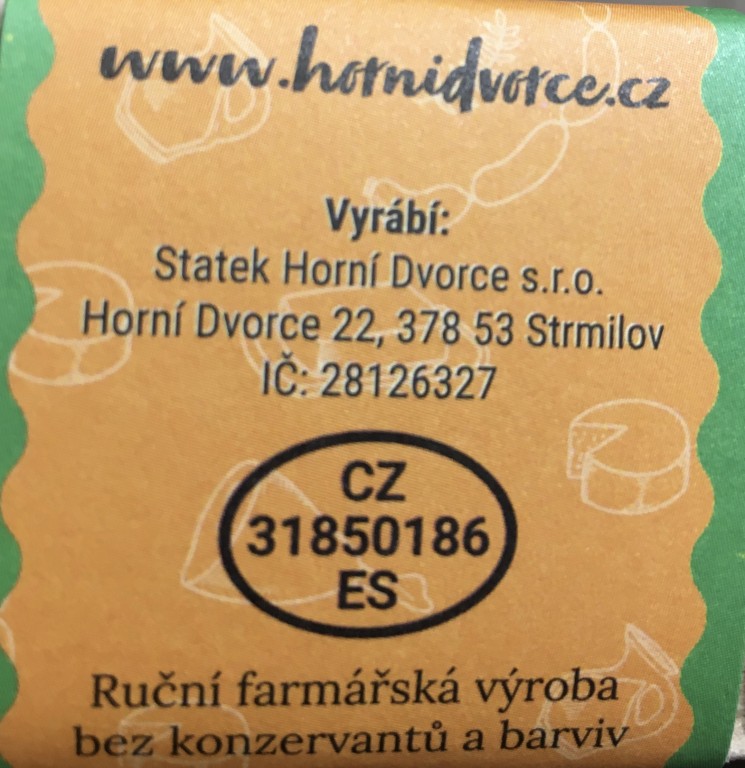 www.hornidvorce.cz
Vyrábí:
Statek Horní Dvorce s.r.o.
Horní Dvorce 22, 378 53 Strmilov
IČ: 28126327
CZ
31850186
ES
Ruční farmářská výroba
bez konzervantů a barviv